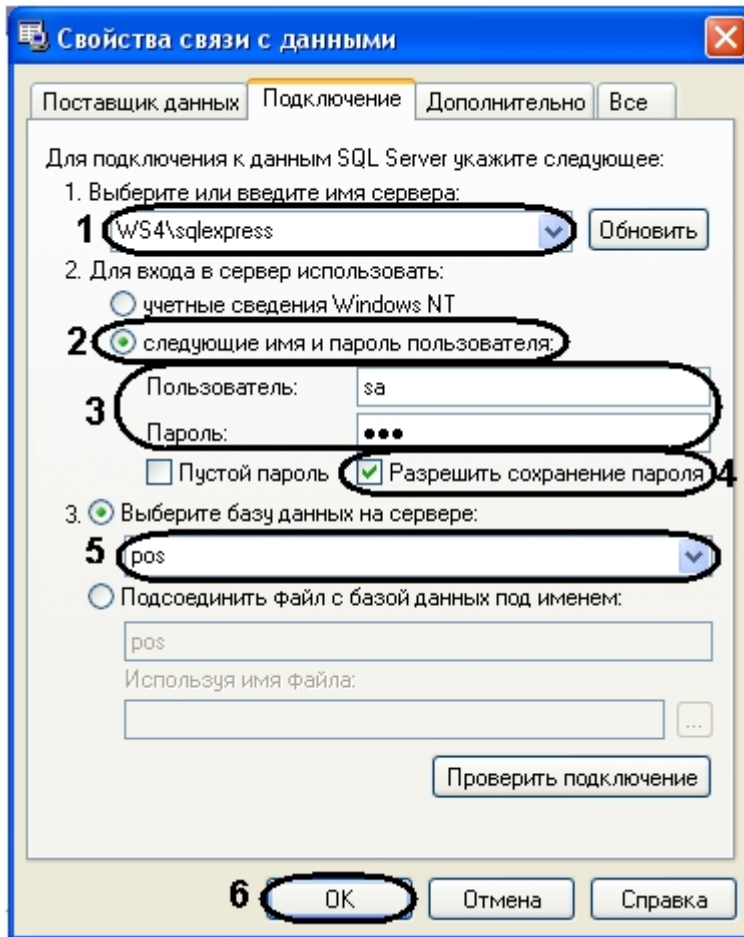 Свойства связи с данными
Поставщик данных Подключение Дополнительно Все
Для подключения к данным SQL Server укажите следующее:
1. Выберите или введите имя сервера:
1 WS4\sqlexpress Обновить
2. Для входа в сервер использовать:
учетные сведения Windows NT
2 следующие имя и пароль пользователя:
3 Пользователь: sa
Пароль: ●●●
Пустой пароль Разрешить сохранение пароля 4
3. Выберите базу данных на сервере:
5 pos
Подсоединить файл с базой данных под именем:
pos
Используя имя файла:
...
Проверить подключение
6 OK Отмена Справка